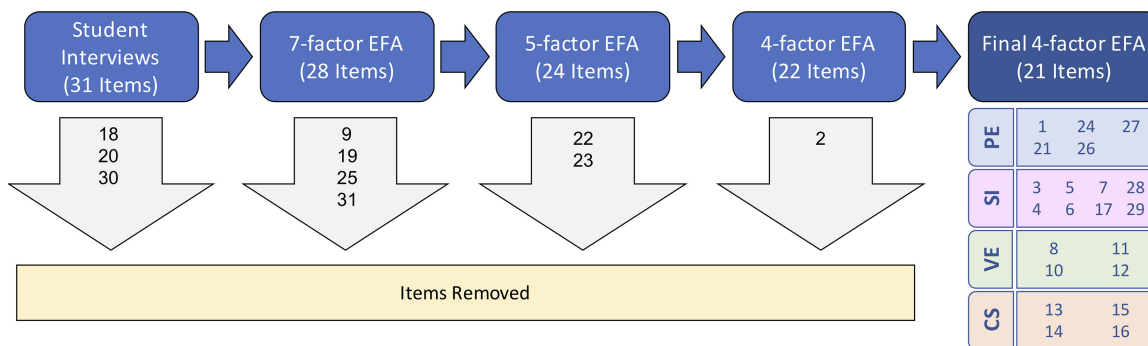 Student
Interviews
(31 Items)
7-factor EFA
(28 Items)
5-factor EFA
(24 Items)
4-factor EFA
(22 Items)
Final 4-factor EFA
(21 Items)
18
20
30
9
19
25
31
22
23
2
Items Removed
PE
1 24 27
21 26
SI
3 5 7 28
4 6 17 29
VE
8 11
10 12
CS
13 15
14 16